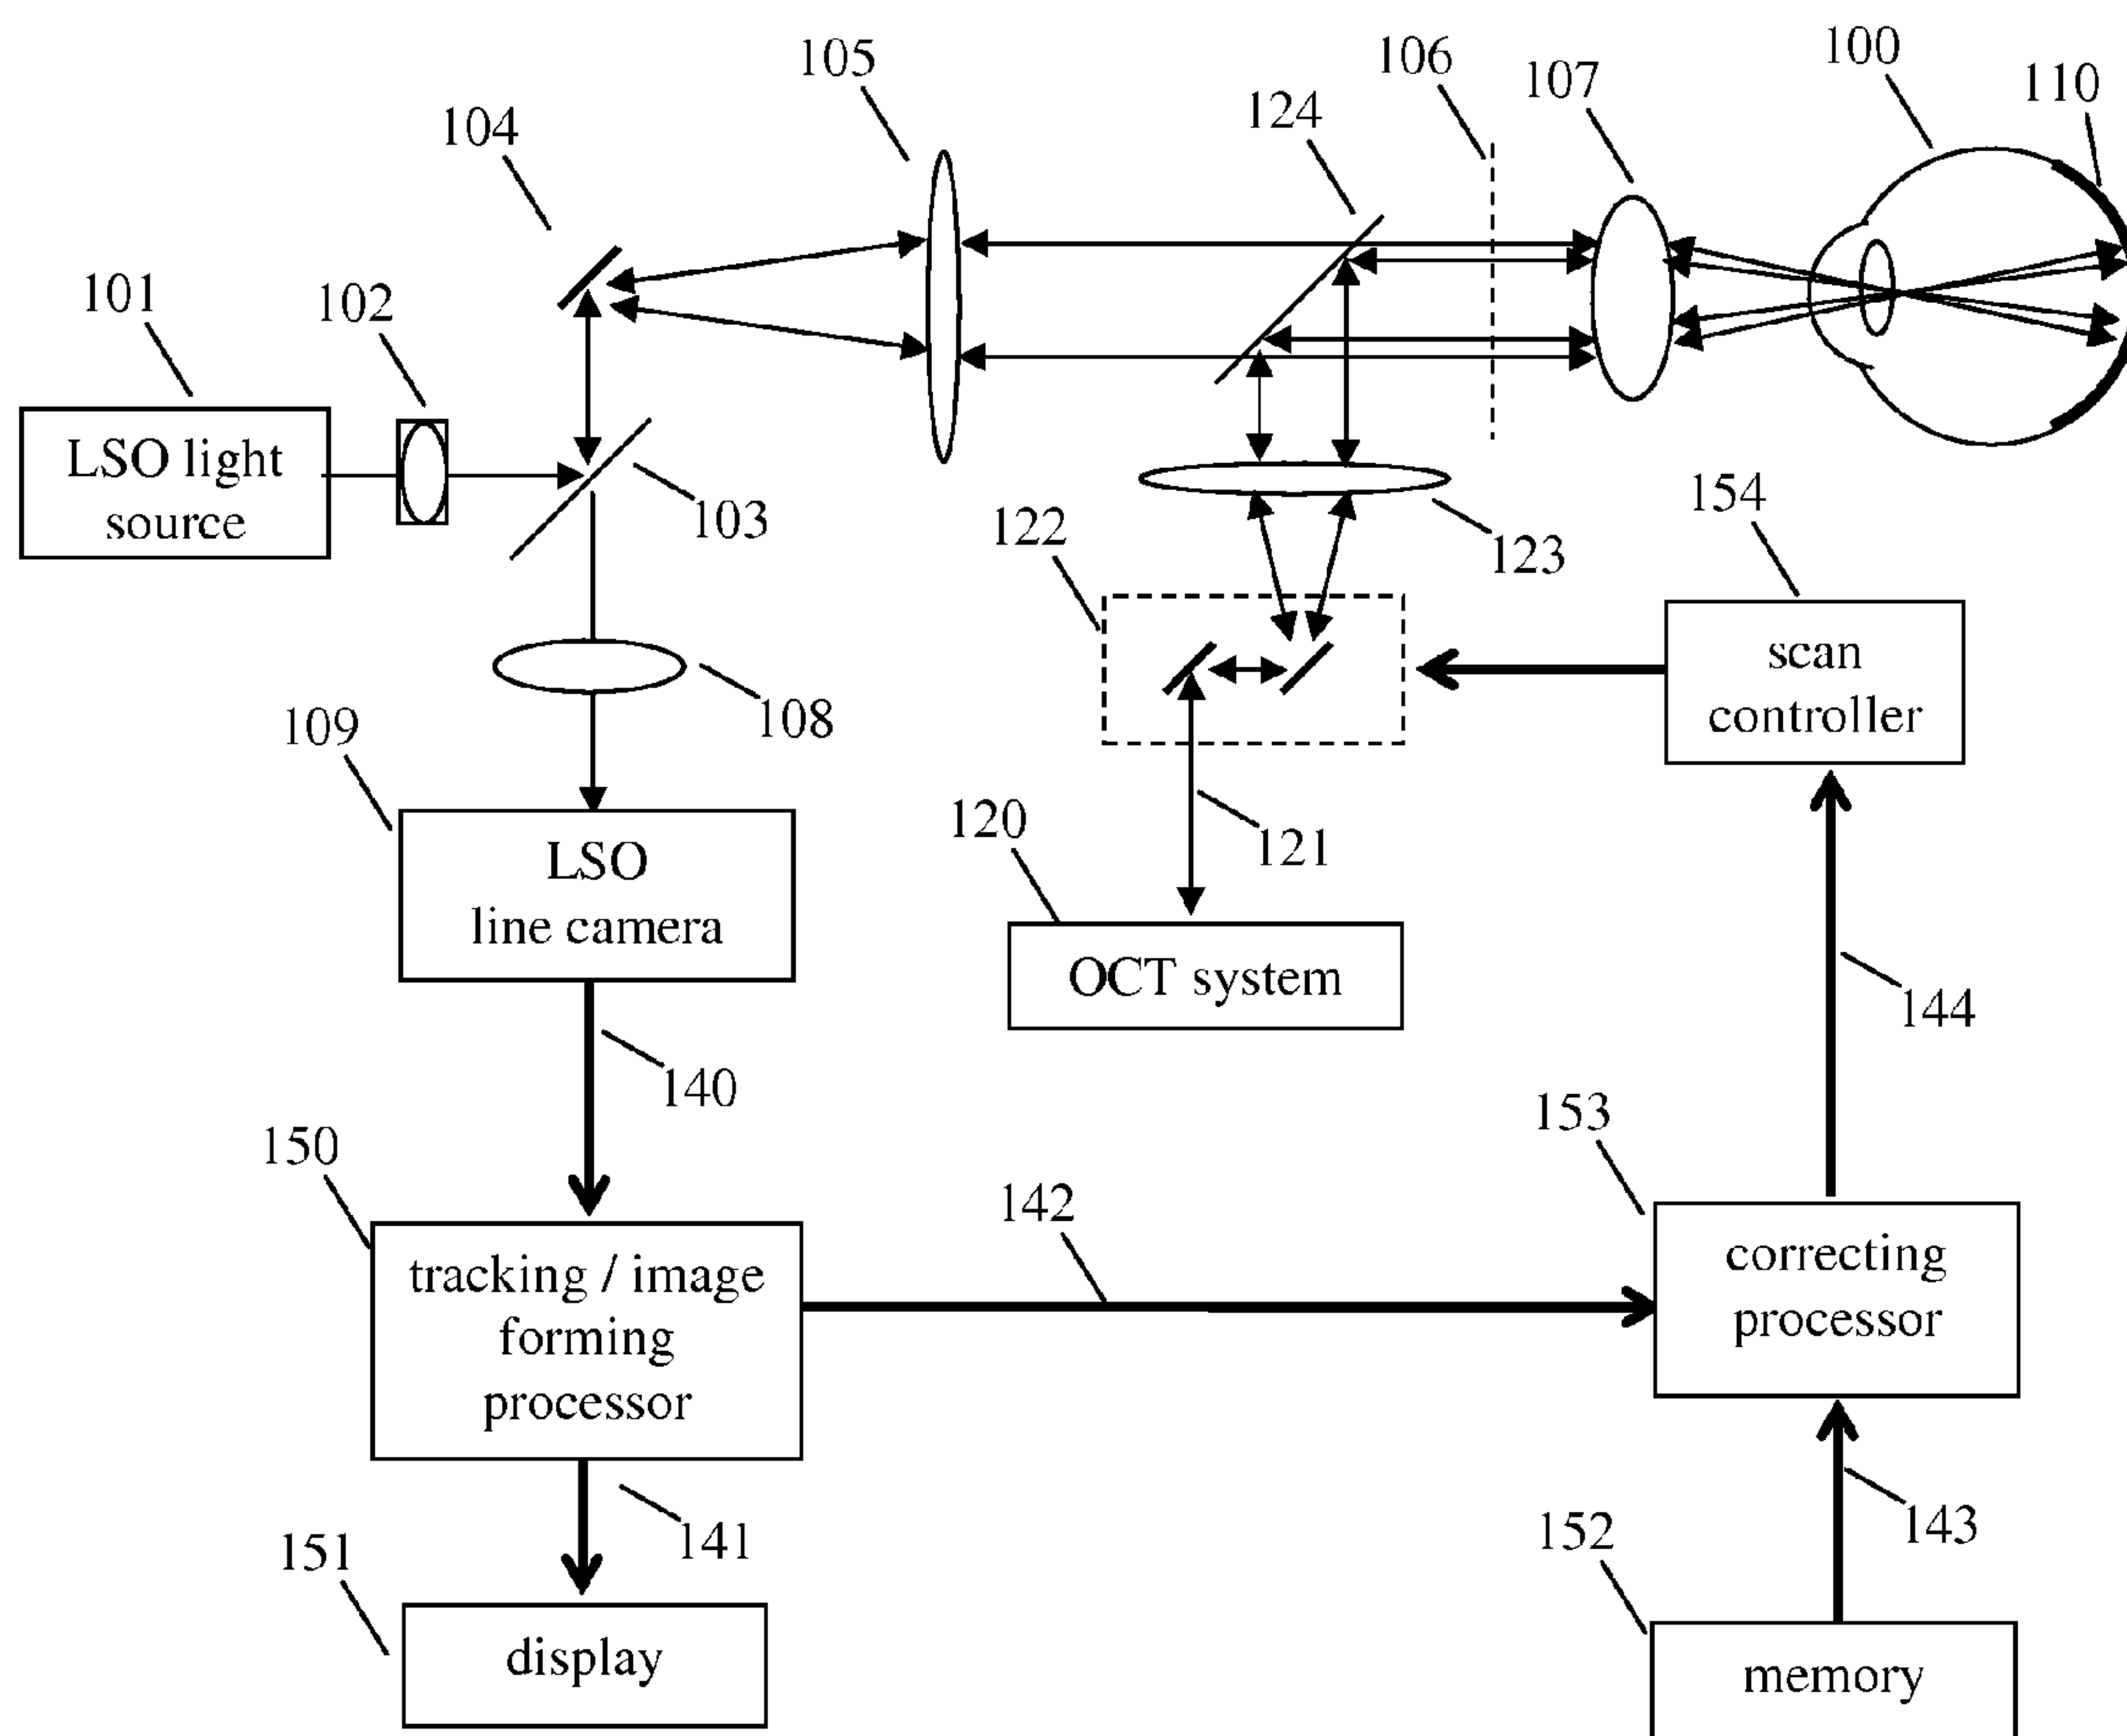 100
105
106
107
110
124
104
101
102
LSO light
source
103
154
122
123
scan
controller
108
109
120
121
LSO
line camera
OCT system
144
140
153
150
142
correcting
processor
tracking / image
forming
processor
143
152
141
151
display
memory